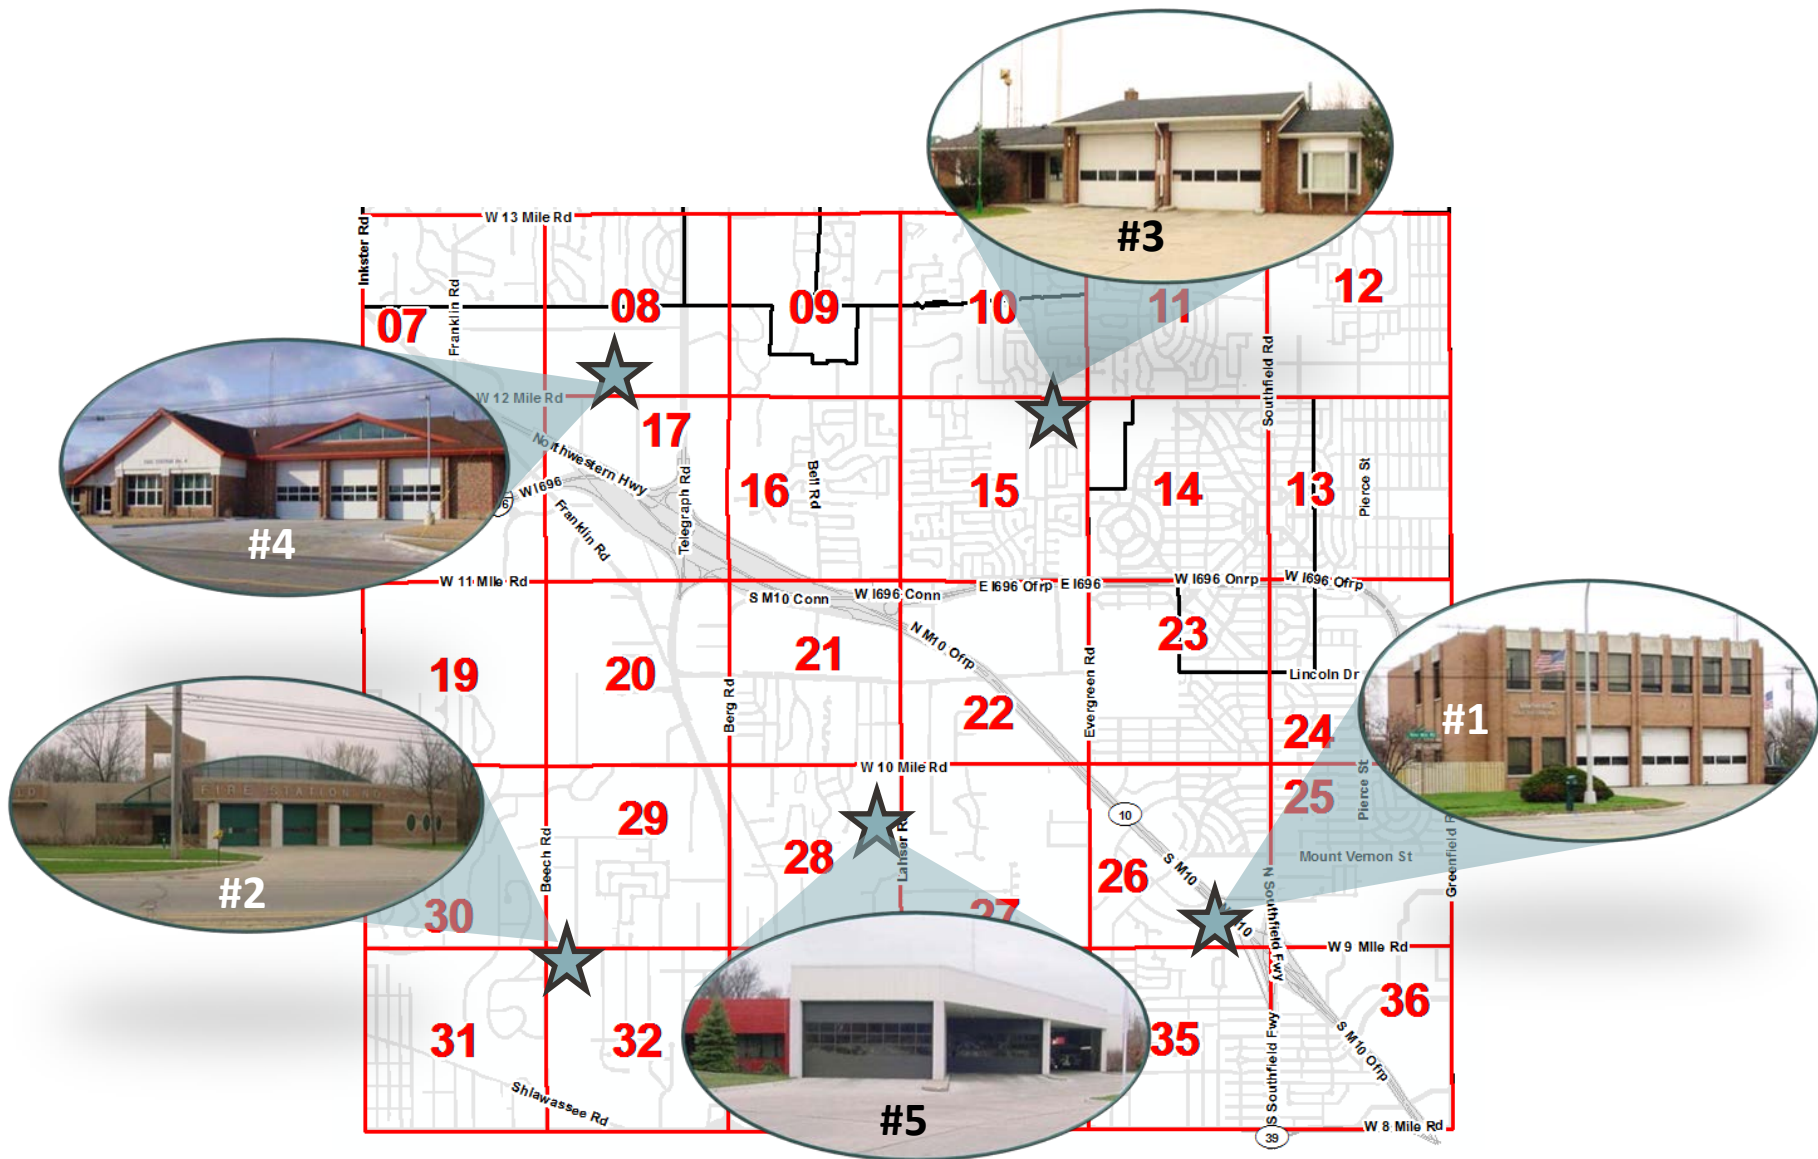 #3
W 13 Mile Rd
Inkster Rd
Franklin Rd
07
08
09
10
11
12
W 12 Mile Rd
Southfield Rd
#4
17
16
Bell Rd
15
14
13
Pierce St
Northwestern Hwy
W I696
Franklin Rd
Telegraph Rd
W 11 Mile Rd
S M10 Conn
W I696 Conn
E I696 Ofrp
E I696
W I696 Onrp
W I696 Ofrp
N M10 Ofrp
19
20
21
22
23
24
Berg Rd
Evergreen Rd
Lincoln Dr
#1
FIRE STATION NO
#2
W 10 Mile Rd
29
28
Lahser Rd
10
25
Pierce St
Greenfield R
Beech Rd
30
27
26
S M10
Mount Vernon St
N Southfield Fwy
W 9 Mile Rd
31
32
35
36
S Southfield Fwy
S M10 Ofrp
Shiawassee Rd
#5
39
W 8 Mile Rd